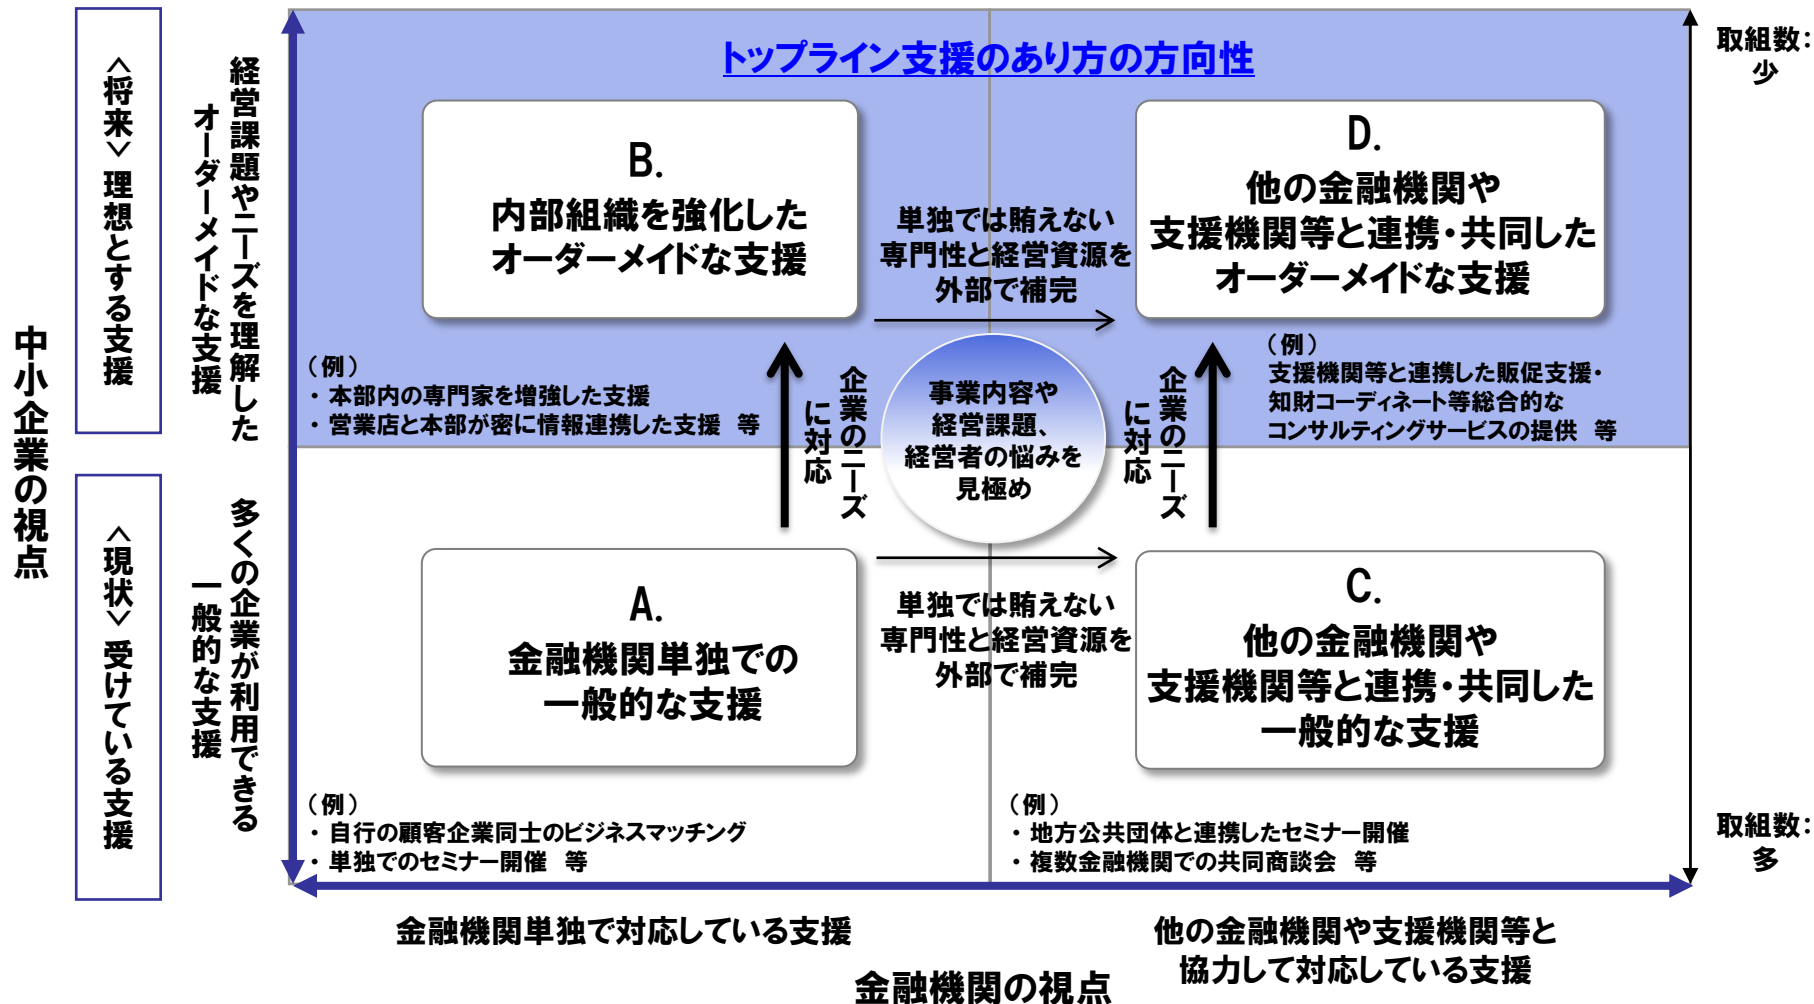 トップライン支援のあり方の方向性
取組数：
少
中小企業の視点
＜将来＞ 理想とする支援
経営課題やニーズを理解した
オーダーメイドな支援
B.
内部組織を強化した
オーダーメイドな支援
単独では賄えない
専門性と経営資源を
外部で補完
D.
他の金融機関や
支援機関等と連携・共同した
オーダーメイドな支援
（例）
・ 本部内の専門家を増強した支援
・ 営業店と本部が密に情報連携した支援　等
企業のニーズ
に対応
事業内容や
経営課題、
経営者の悩みを
見極め
企業のニーズ
に対応
（例）
支援機関等と連携した販促支援・
知財コーディネート等総合的な
コンサルティングサービスの提供　等
＜現状＞ 受けている支援
多くの企業が利用できる
一般的な支援
A.
金融機関単独での
一般的な支援
単独では賄えない
専門性と経営資源を
外部で補完
C.
他の金融機関や
支援機関等と連携・共同した
一般的な支援
（例）
・ 自行の顧客企業同士のビジネスマッチング
・ 単独でのセミナー開催　等
（例）
・ 地方公共団体と連携したセミナー開催
・ 複数金融機関での共同商談会　等
取組数：
多
金融機関単独で対応している支援
他の金融機関や支援機関等と
協力して対応している支援
金融機関の視点